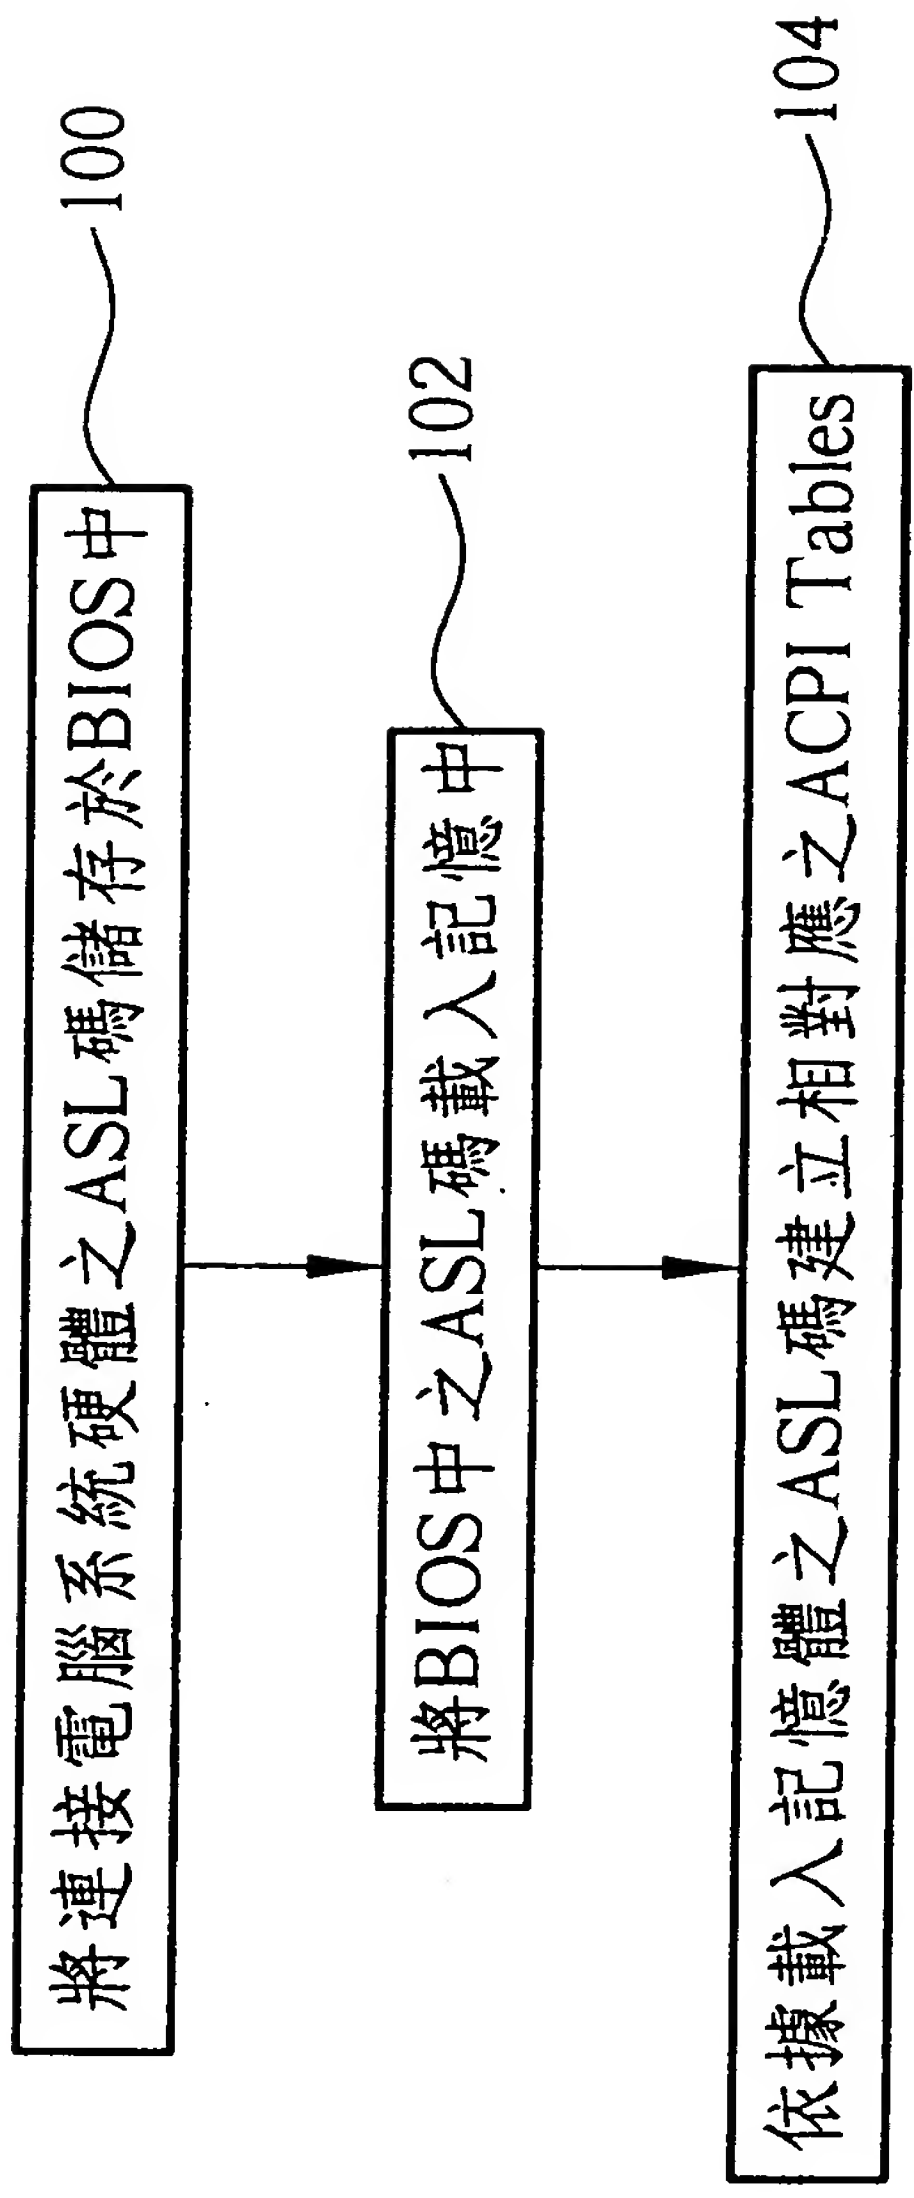 100
將連接電腦系統硬體之ASL碼儲存於BIOS中
102
將BIOS中之ASL碼載入記憶中
104
依據載入記憶體之ASL碼建立相對應之ACPI Tables